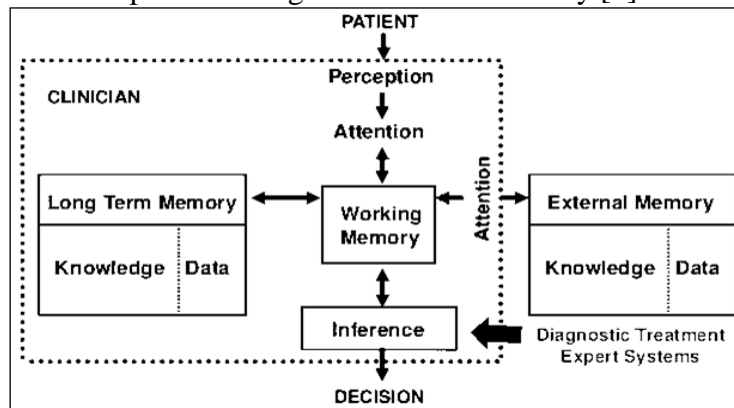 PATIENT
Perception
CLINICIAN
Attention
Long Term Memory
Working
Memory
Attention
External Memory
Knowledge
Data
Knowledge
Data
Inference
Diagnostic Treatment
Expert Systems
DECISION